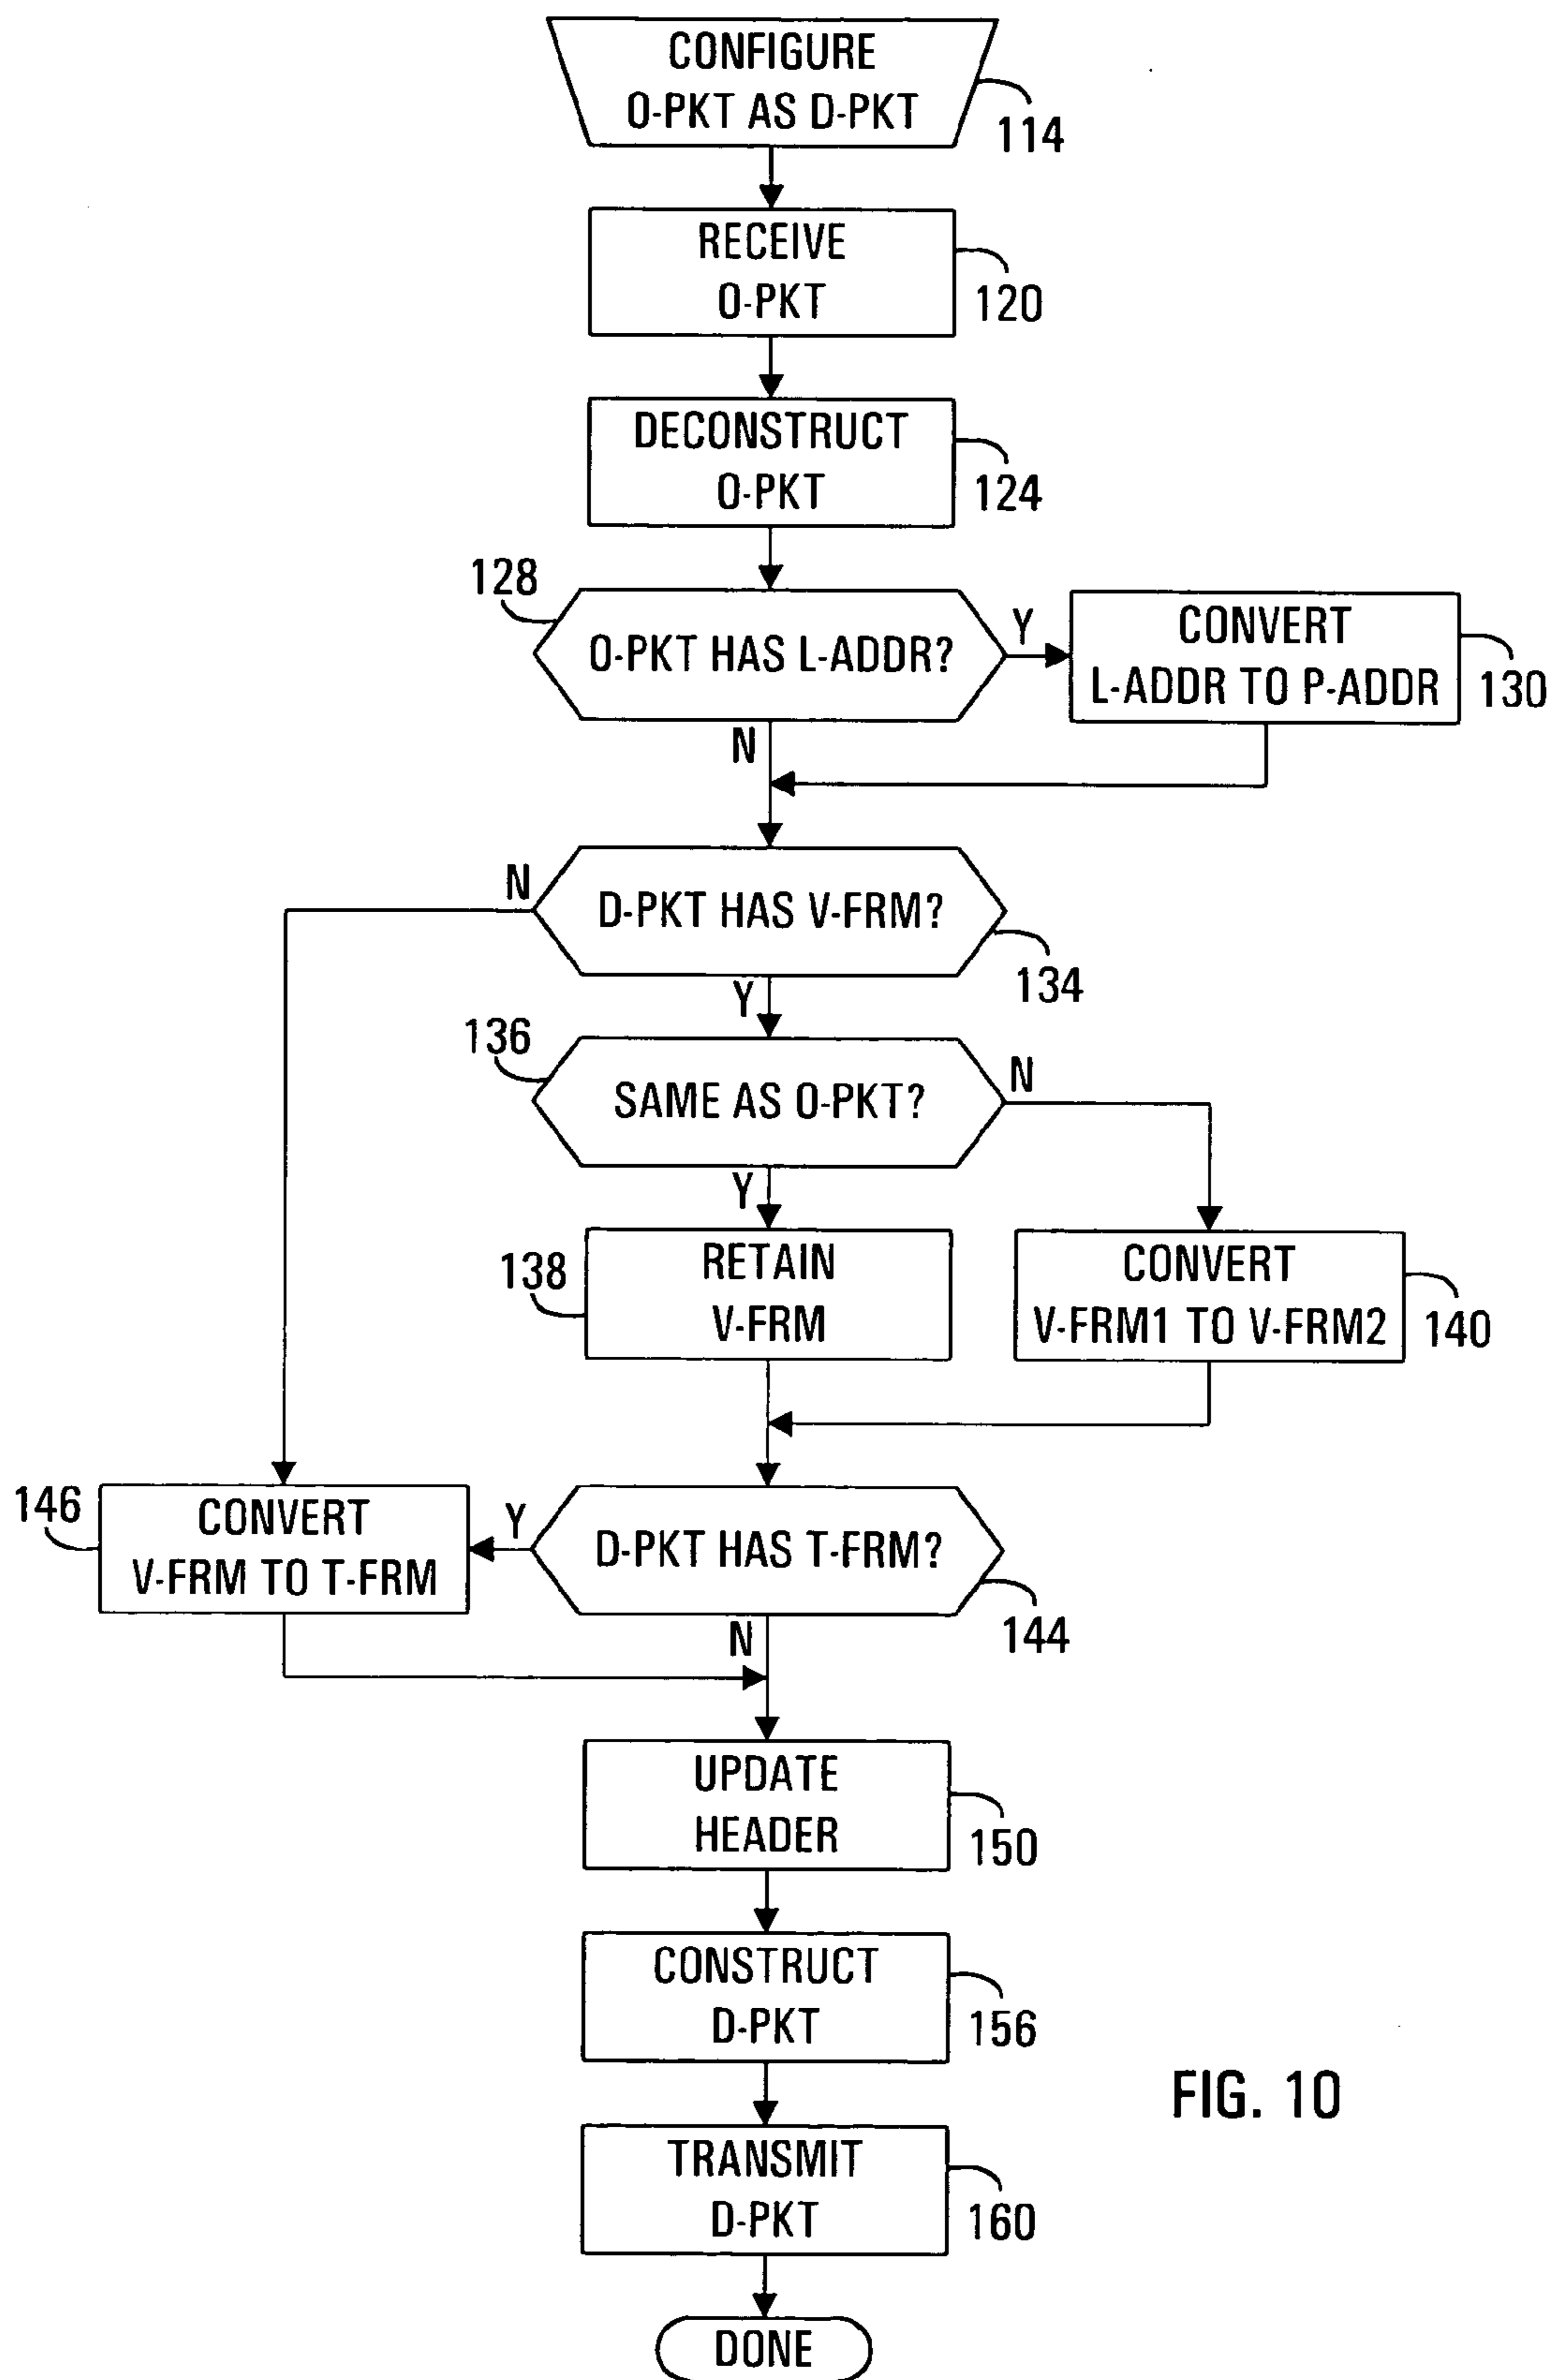 CONFIGURE
O-PKT AS D-PKT
114
RECEIVE
O-PKT
120
DECONSTRUCT
O-PKT
124
128
O-PKT HAS L-ADDR?
Y
CONVERT
L-ADDR TO P-ADDR
130
N
D-PKT HAS V-FRM?
N
134
Y
136
SAME AS O-PKT?
N
Y
138
RETAIN
V-FRM
CONVERT
V-FRM1 TO V-FRM2
140
146
CONVERT
V-FRM TO T-FRM
Y
D-PKT HAS T-FRM?
144
N
UPDATE
HEADER
150
CONSTRUCT
D-PKT
156
TRANSMIT
D-PKT
160
DONE
FIG. 10